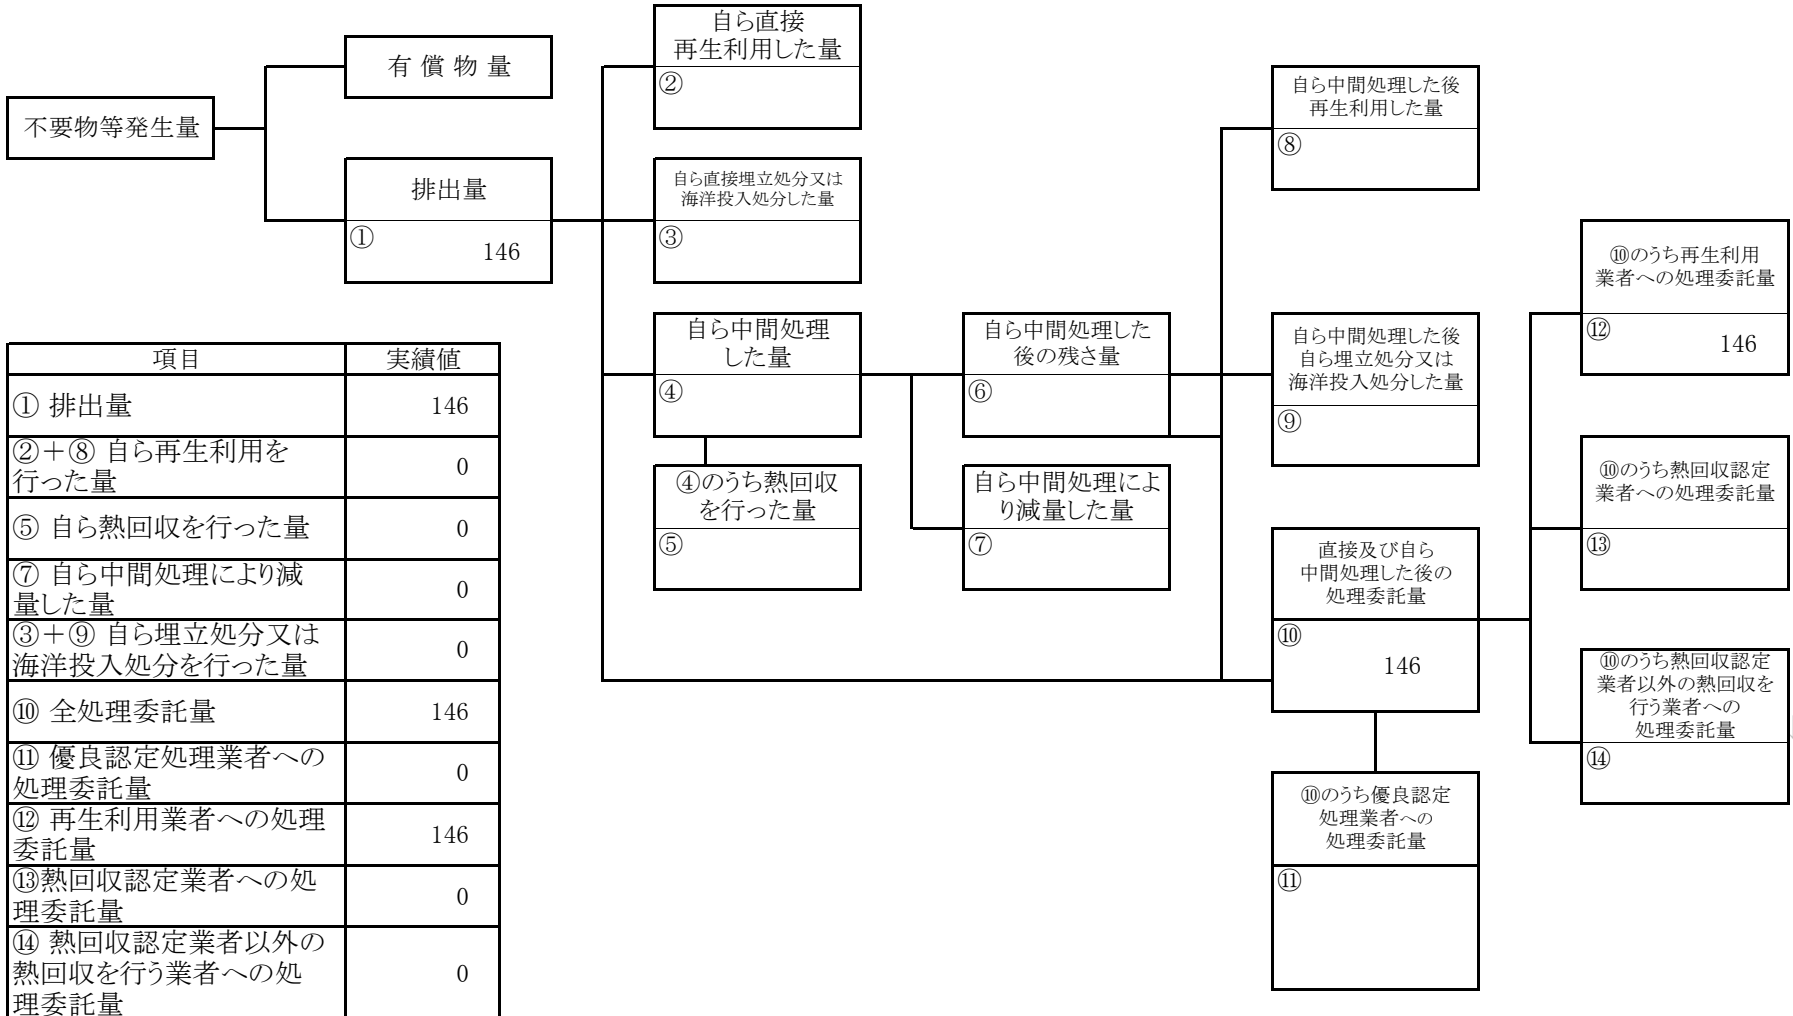 自ら直接
再生利用した量
②
有 償 物 量
不要物等発生量
排出量
①
146
自ら直接埋立処分又は
海洋投入処分した量
③
自ら中間処理
した量
④
④のうち熱回収
を行った量
⑤
自ら中間処理した
後の残さ量
⑥
自ら中間処理によ
り減量した量
⑦
自ら中間処理した後
再生利用した量
⑧
自ら中間処理した後
自ら埋立処分又は
海洋投入処分した量
⑨
直接及び自ら
中間処理した後の
処理委託量
⑩
146
⑩のうち優良認定
処理業者への
処理委託量
⑪
⑩のうち再生利用
業者への処理委託量
⑫
146
⑩のうち熱回収認定
業者への処理委託量
⑬
⑩のうち熱回収認定
業者以外の熱回収を
行う業者への
処理委託量
⑭
項目 実績値
① 排出量 146
②＋⑧ 自ら再生利用を
行った量 0
⑤ 自ら熱回収を行った量 0
⑦ 自ら中間処理により減
量した量 0
③＋⑨ 自ら埋立処分又は
海洋投入処分を行った量 0
⑩ 全処理委託量 146
⑪ 優良認定処理業者への
処理委託量 0
⑫ 再生利用業者への処理
委託量 146
⑬熱回収認定業者への処
理委託量 0
⑭ 熱回収認定業者以外の
熱回収を行う業者への処
理委託量 0